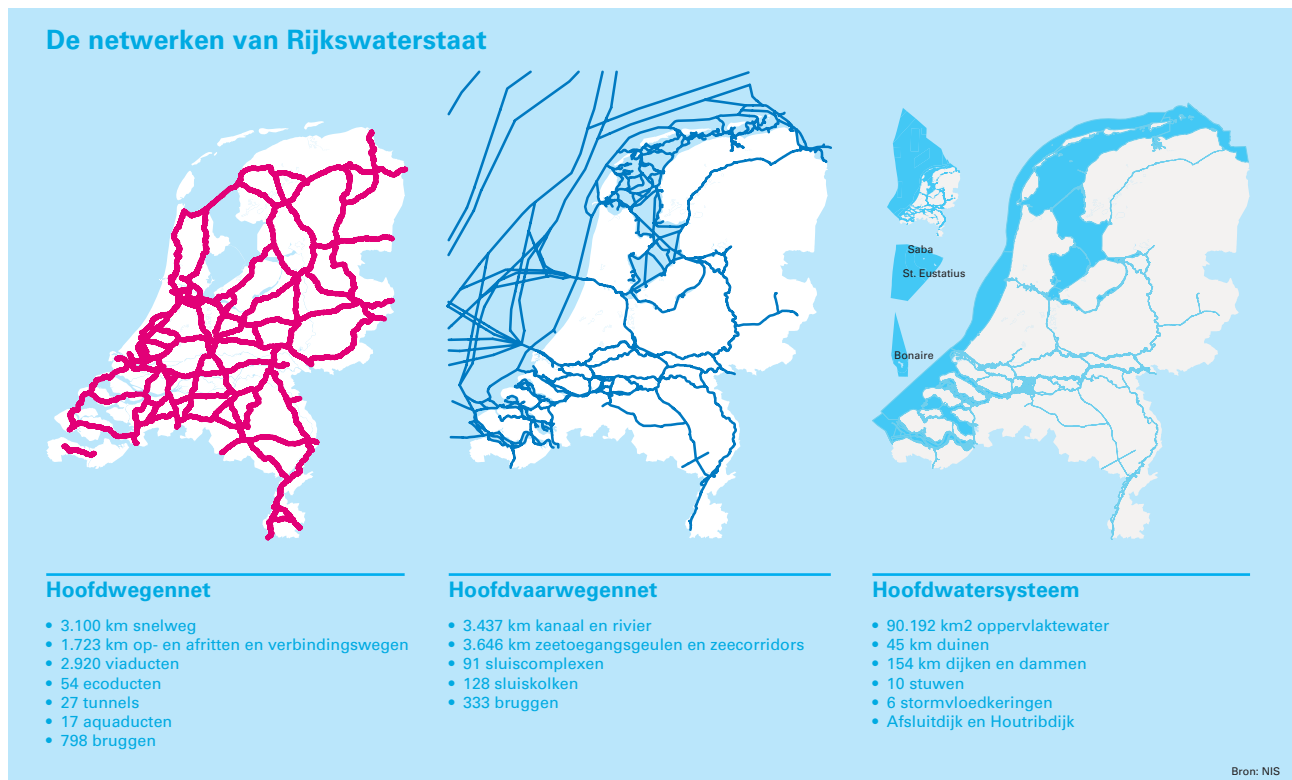 De netwerken van Rijkswaterstaat
Saba
St. Eustatius
Bonaire
Hoofdwegennet
• 3.100 km snelweg
• 1.723 km op- en afritten en verbindingswegen
• 2.920 viaducten
• 54 ecoducten
• 27 tunnels
• 17 aquaducten
• 798 bruggen
Hoofdvaarwegennet
• 3.437 km kanaal en rivier
• 3.646 km zeetoegangsgeulen en zeecorridors
• 91 sluiscomplexen
• 128 sluiskolken
• 333 bruggen
Hoofdwatersysteem
• 90.192 km2 oppervlaktewater
• 45 km duinen
• 154 km dijken en dammen
• 10 stuwen
• 6 stormvloedkeringen
• Afsluitdijk en Houtribdijk
Bron: NIS